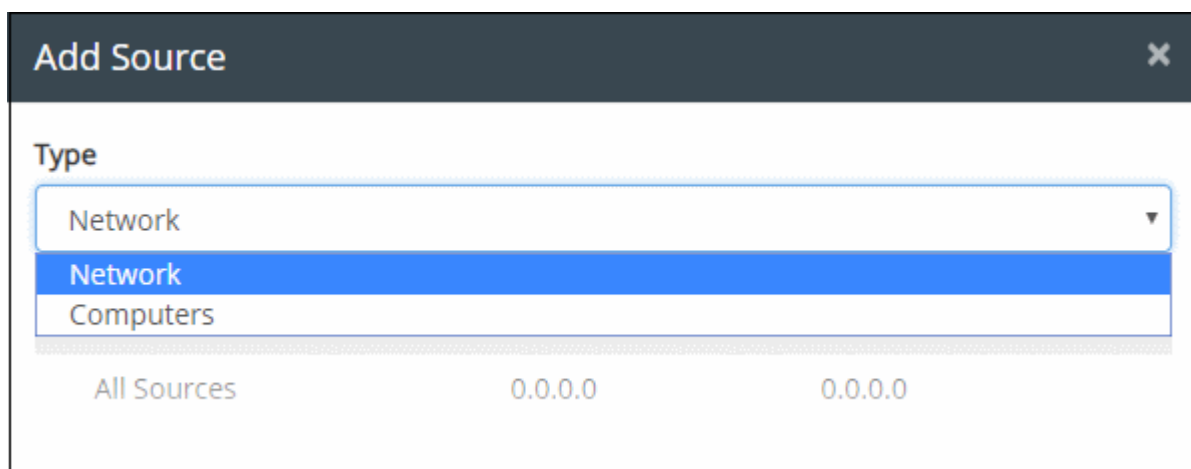 Add Source
Type
Network
Network
Computers
All Sources 0.0.0.0 0.0.0.0